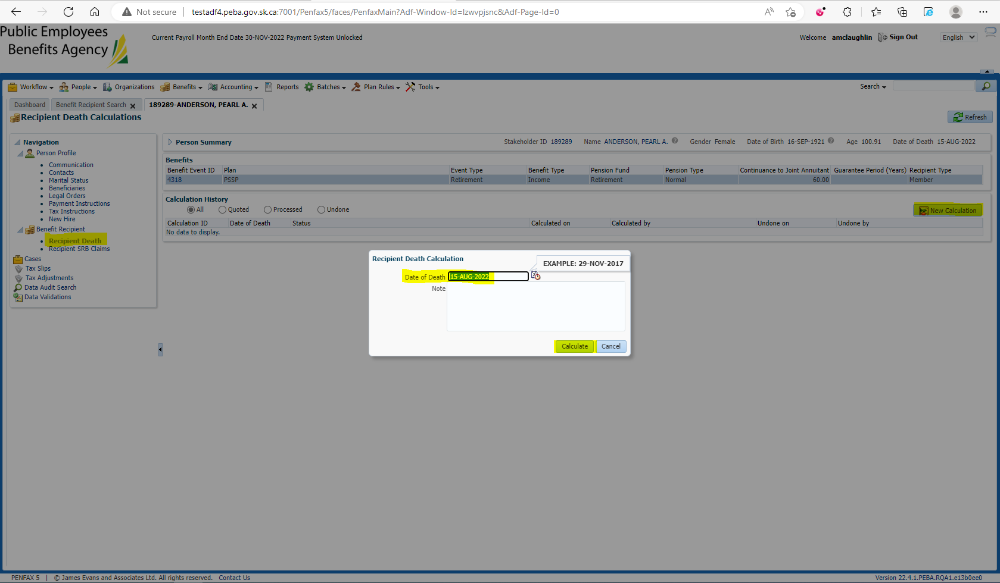 Not secure testadf4.peba.gov.sk.ca:7001/Penfax5/faces/PenfaxMain?Adf-Window-Id=lzwvpjsnc&Adf-Page-Id=0
Public Employees
Benefits Agency
Current Payroll Month End Date 30-NOV-2022 Payment System Unlocked
Welcome amclaughlin Sign Out English
Workflow People Organizations Benefits Accounting Reports Batches Plan Rules Tools Search
Dashboard Benefit Recipient Search 189289-ANDERSON, PEARL A.
Recipient Death Calculations
Refresh
Navigation
Person Profile
Communication
Contacts
Marital Status
Beneficiaries
Legal Orders
Payment Instructions
Tax Instructions
New Hire
Benefit Recipient
Recipient Death
Recipient SRB Claims
Cases
Tax Slips
Tax Adjustments
Data Audit Search
Data Validations
Person Summary Stakeholder ID 189289 Name ANDERSON, PEARL A. Gender Female Date of Birth 16-SEP-1921 Age 100.91 Date of Death 15-AUG-2022
Benefits
Benefit Event ID Plan Event Type Benefit Type Pension Fund Pension Type Continuance to Joint Annuitant Guarantee Period (Years) Recipient Type
4318 PSSP Retirement Income Retirement Normal 60.00 Member
Calculation History
All Quoted Processed Undone
New Calculation
Calculation ID Date of Death Status Calculated on Calculated by Undone on Undone by
No data to display.
Recipient Death Calculation
EXAMPLE: 29-NOV-2017
Date of Death 15-AUG-2022
Note
Calculate Cancel
PENFAX 5 | © James Evans and Associates Ltd. All rights reserved. Contact Us
Version 22.4.1.PEBA.RQA1.e13b0ee0